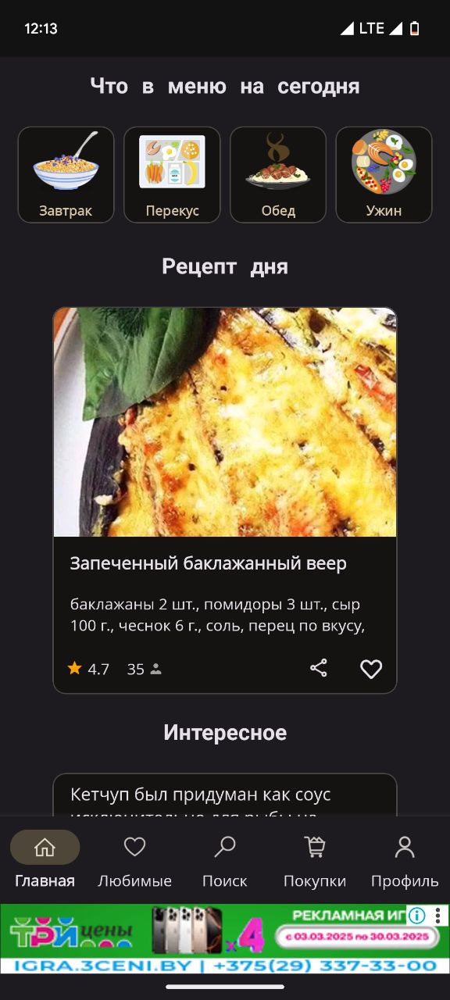 12:13
LTE
Что в меню на сегодня
Завтрак
Перекус
Обед
Ужин
Рецепт дня
Запеченный баклажанный веер
баклажаны 2 шт., помидоры 3 шт., сыр
100 г., чеснок 6 г., соль, перец по вкусу,
4.7 35
Интересное
Кетчуп был придуман как соус
исключительно для рыбы
Главная
Любимые
Поиск
Покупки
Профиль
ТРИ цены
x4
РЕКЛАМНАЯ ИГ
с 03.03.2025 по 30.03.2025
IGRA.3CENI.BY | +375(29) 337-33-00